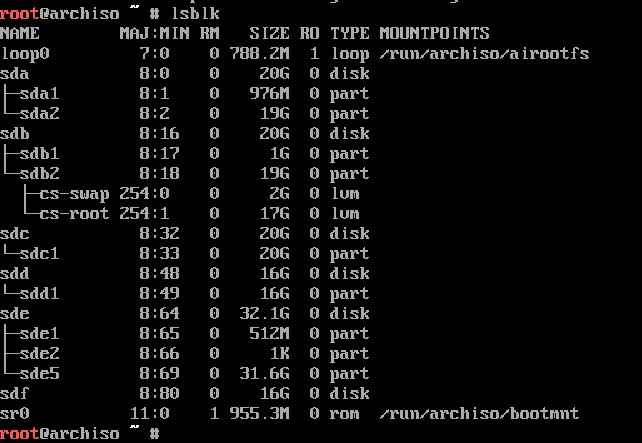 root@archiso ~ # lsblk
NAME        MAJ:MIN RM   SIZE RO TYPE MOUNTPOINTS
loop0         7:0    0 788.2M  1 loop /run/archiso/airootfs
sda           8:0    0    20G  0 disk
├─sda1        8:1    0   976M  0 part
└─sda2        8:2    0    19G  0 part
sdb           8:16   0    20G  0 disk
├─sdb1        8:17   0     1G  0 part
└─sdb2        8:18   0    19G  0 part
  ├─cs-swap 254:0    0     2G  0 lvm
  └─cs-root 254:1    0    17G  0 lvm
sdc           8:32   0    20G  0 disk
└─sdc1        8:33   0    20G  0 part
sdd           8:48   0    16G  0 disk
└─sdd1        8:49   0    16G  0 part
sde           8:64   0  32.1G  0 disk
├─sde1        8:65   0   512M  0 part
├─sde2        8:66   0     1K  0 part
└─sde5        8:69   0  31.6G  0 part
sdf           8:80   0    16G  0 disk
sr0          11:0    1 955.3M  0 rom  /run/archiso/bootmnt
root@archiso ~ #